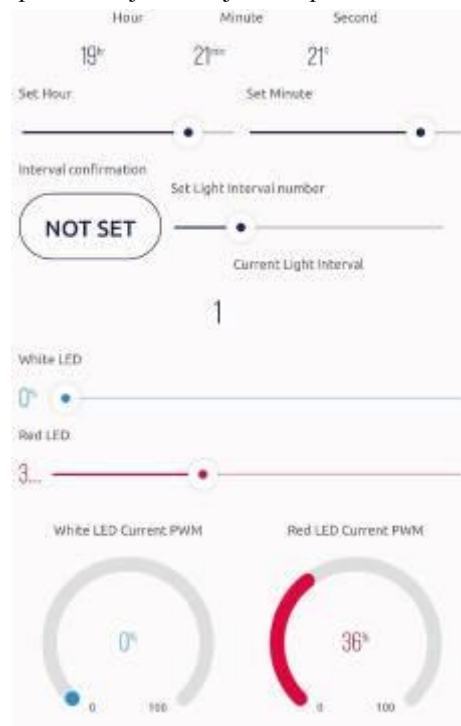 Hour Minute Second
19hr 21min 21s
Set Hour Set Minute
Interval confirmation
Set Light Interval number
NOT SET
Current Light Interval
1
White LED
0%
Red LED
3...
White LED Current PWM Red LED Current PWM
0% 36%
0 100 0 100